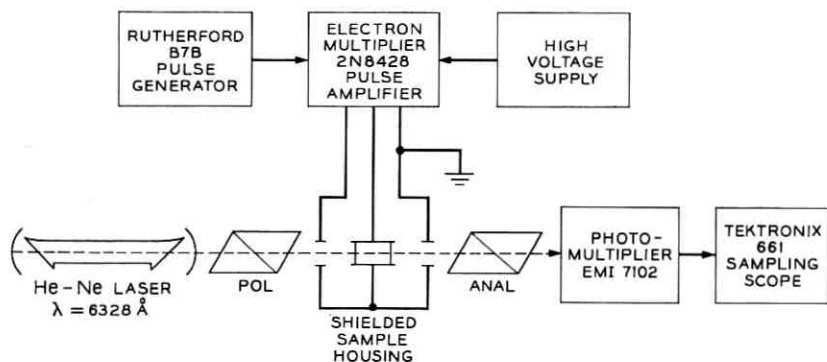 RUTHERFORD
B7B
PULSE
GENERATOR
ELECTRON
MULTIPLIER
2N8428
PULSE
AMPLIFIER
HIGH
VOLTAGE
SUPPLY
He-Ne LASER
λ = 6328 Å
POL
SHIELDED
SAMPLE
HOUSING
ANAL
PHOTO-
MULTIPLIER
EMI 7102
TEKTRONIX
661
SAMPLING
SCOPE